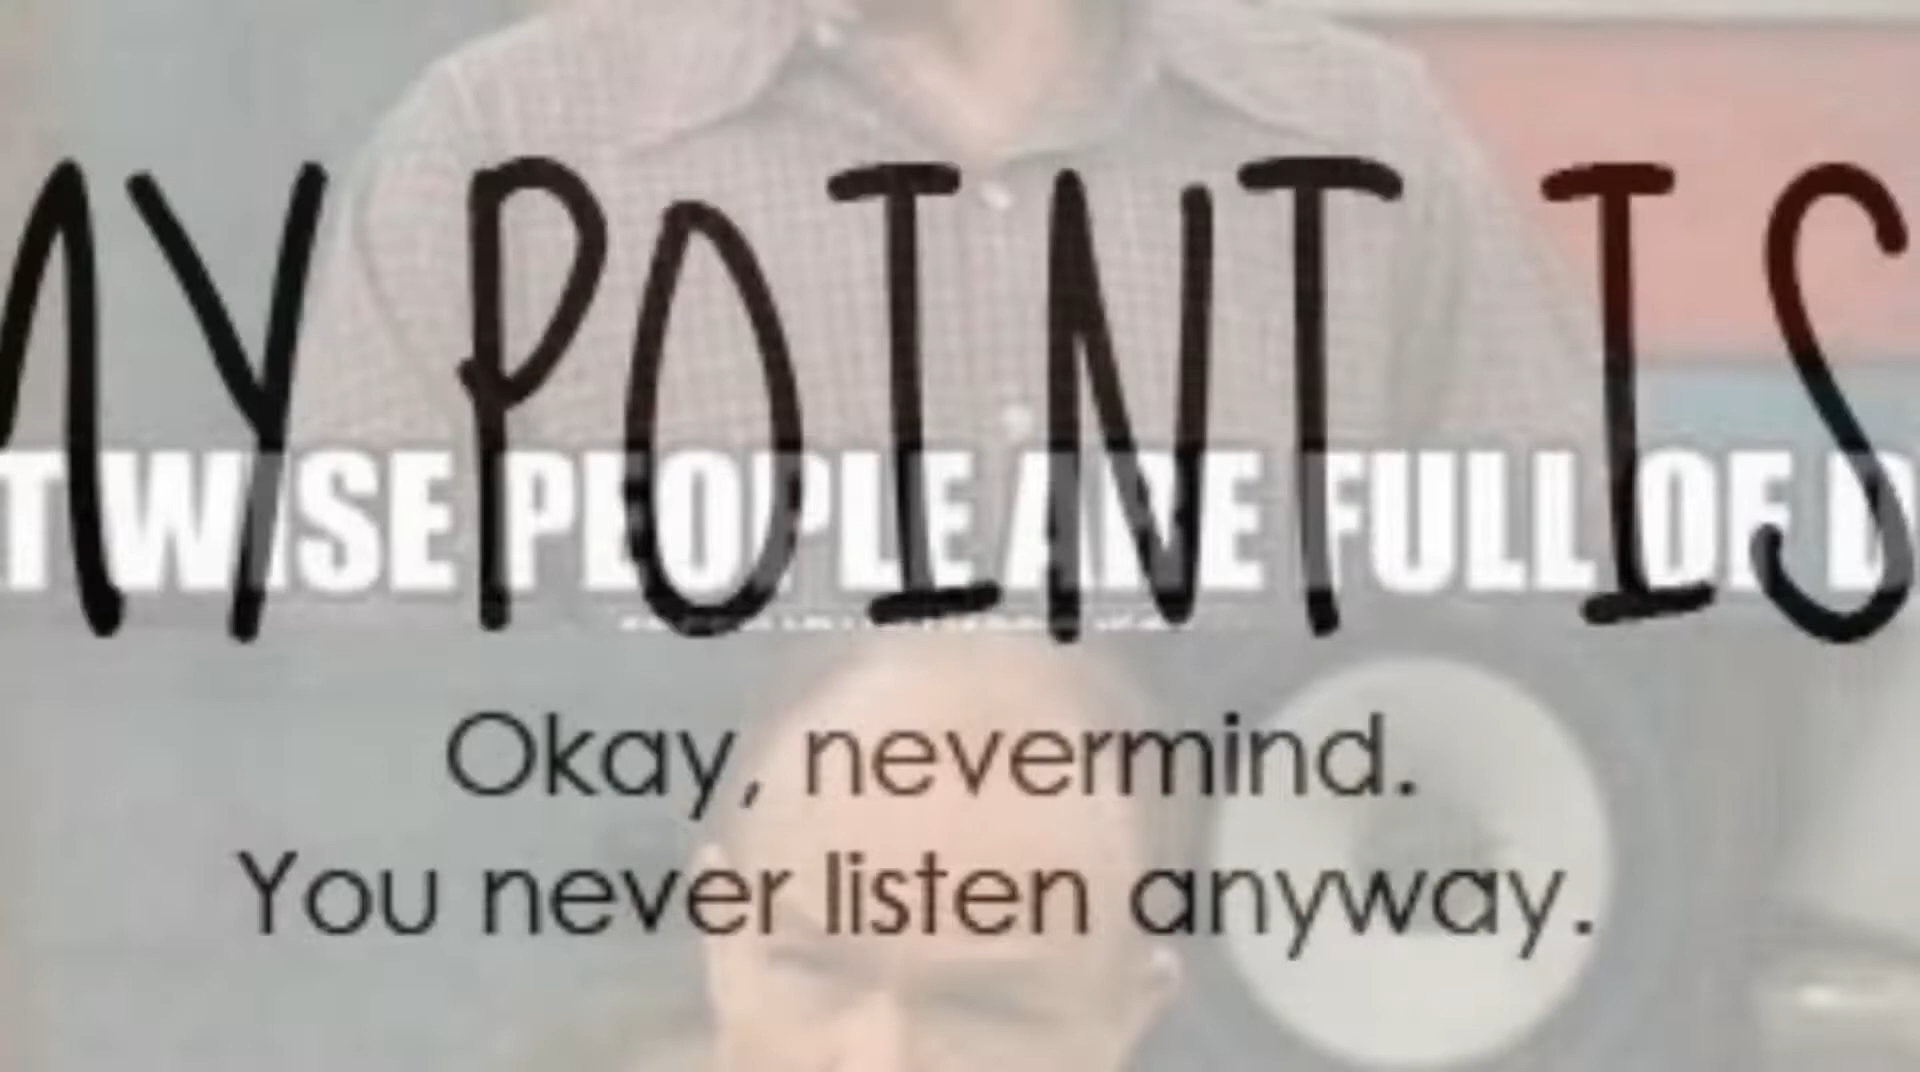 MY POINT IS
T WISE PEOPLE ARE FULL OF D
Okay, nevermind.
You never listen anyway.